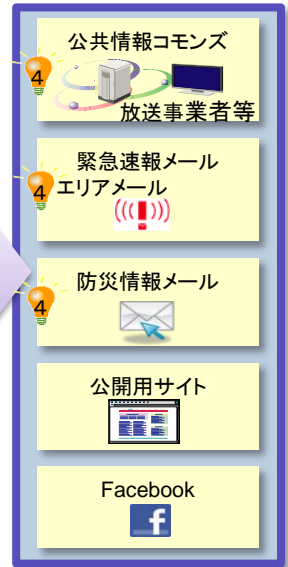 公共情報コモンズ
4
放送事業者等
緊急速報メール
4
エリアメール
防災情報メール
4
公開用サイト
Facebook
f